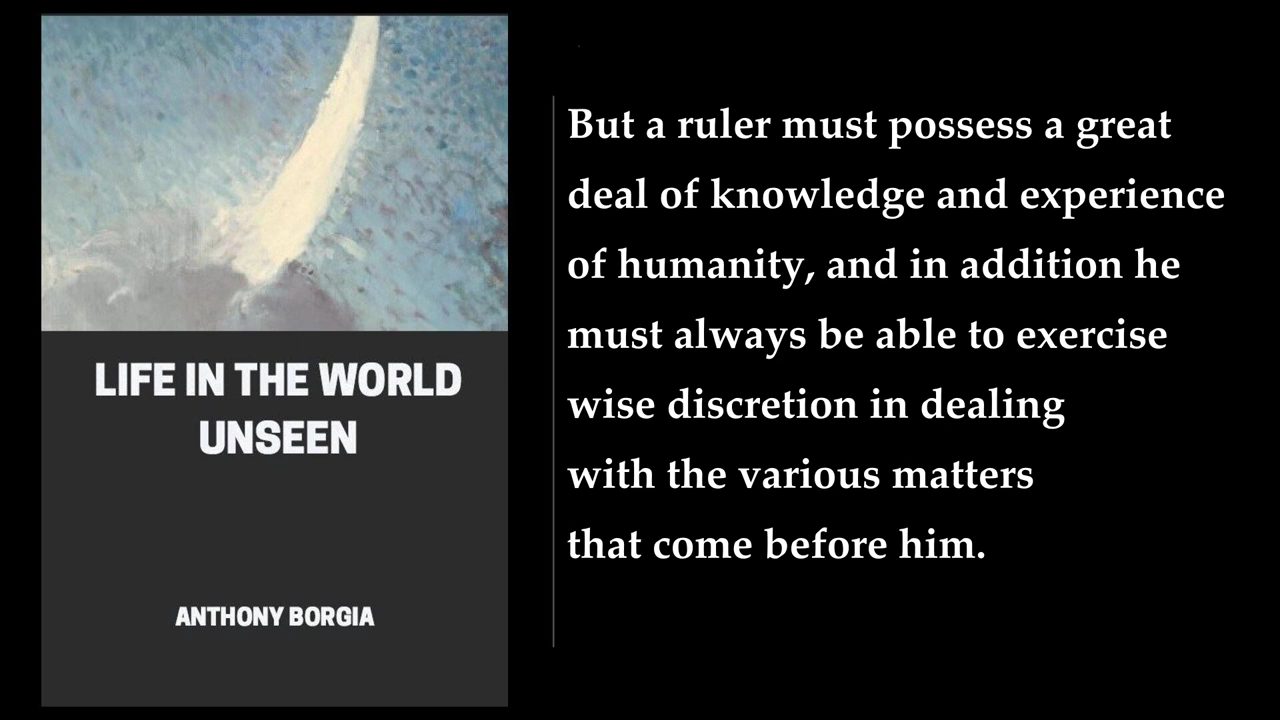 LIFE IN THE WORLD
UNSEEN
ANTHONY BORGIA
But a ruler must possess a great
deal of knowledge and experience
of humanity, and in addition he
must always be able to exercise
wise discretion in dealing
with the various matters
that come before him.